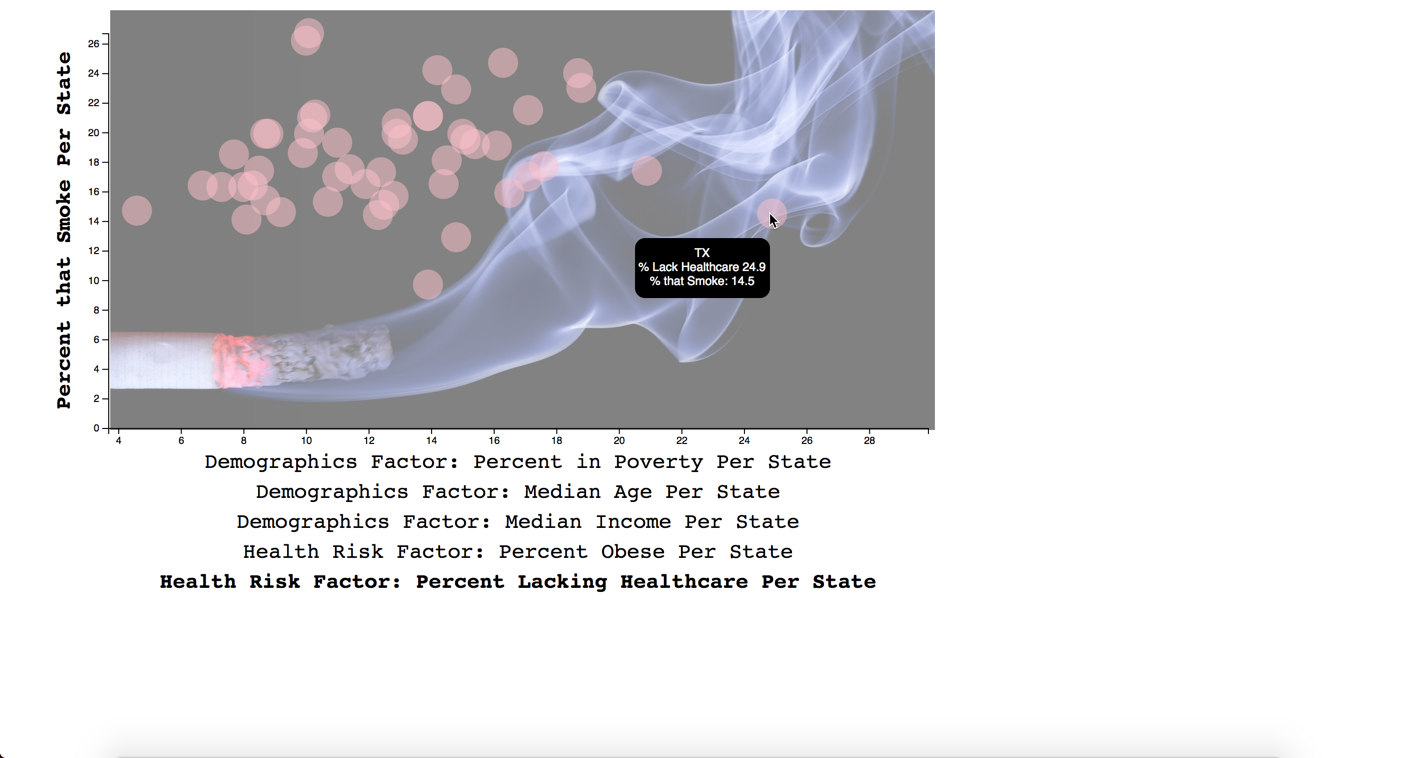 Percent that Smoke Per State
26
24
22
20
18
16
14
12
10
8
6
4
2
0
TX
% Lack Healthcare 24.9
% that Smoke: 14.5
4 6 8 10 12 14 16 18 20 22 24 26 28
Demographics Factor: Percent in Poverty Per State
Demographics Factor: Median Age Per State
Demographics Factor: Median Income Per State
Health Risk Factor: Percent Obese Per State
Health Risk Factor: Percent Lacking Healthcare Per State